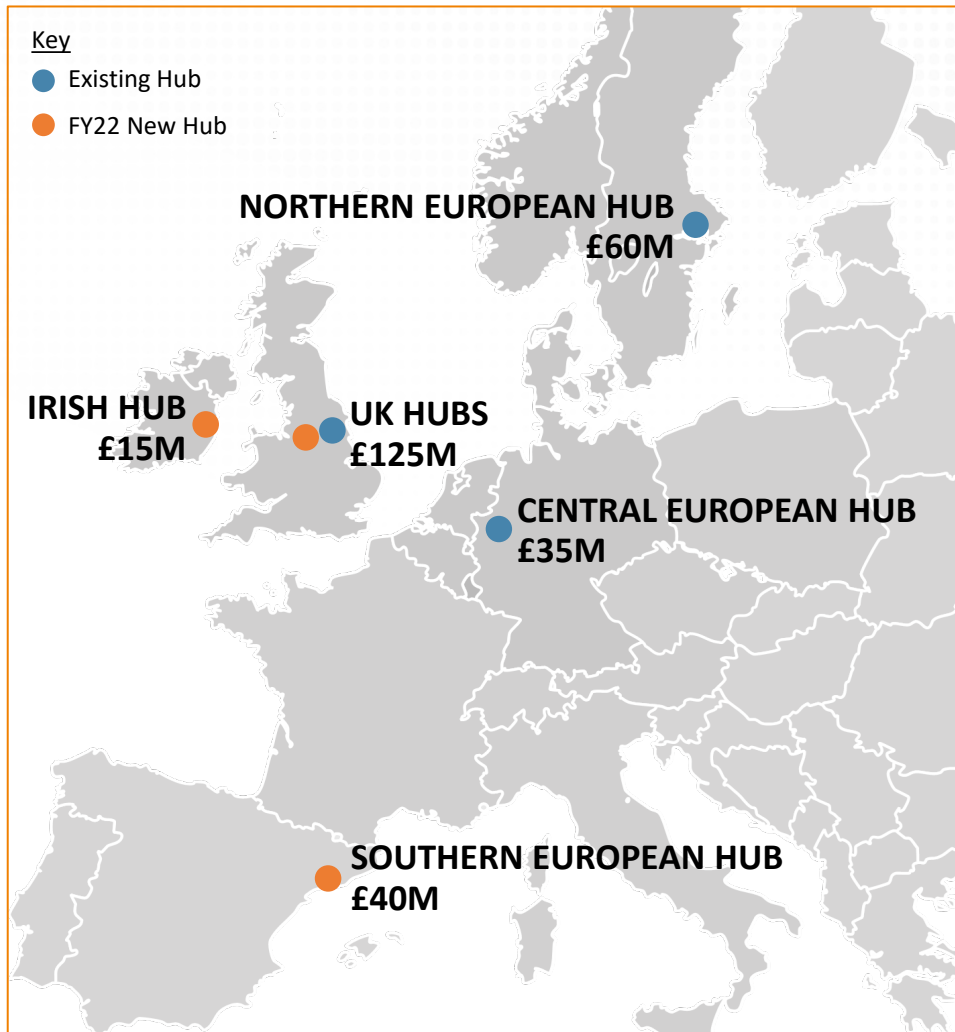 Key
Existing Hub
FY22 New Hub
NORTHERN EUROPEAN HUB
£60M
IRISH HUB
£15M
UK HUBS
£125M
CENTRAL EUROPEAN HUB
£35M
SOUTHERN EUROPEAN HUB
£40M